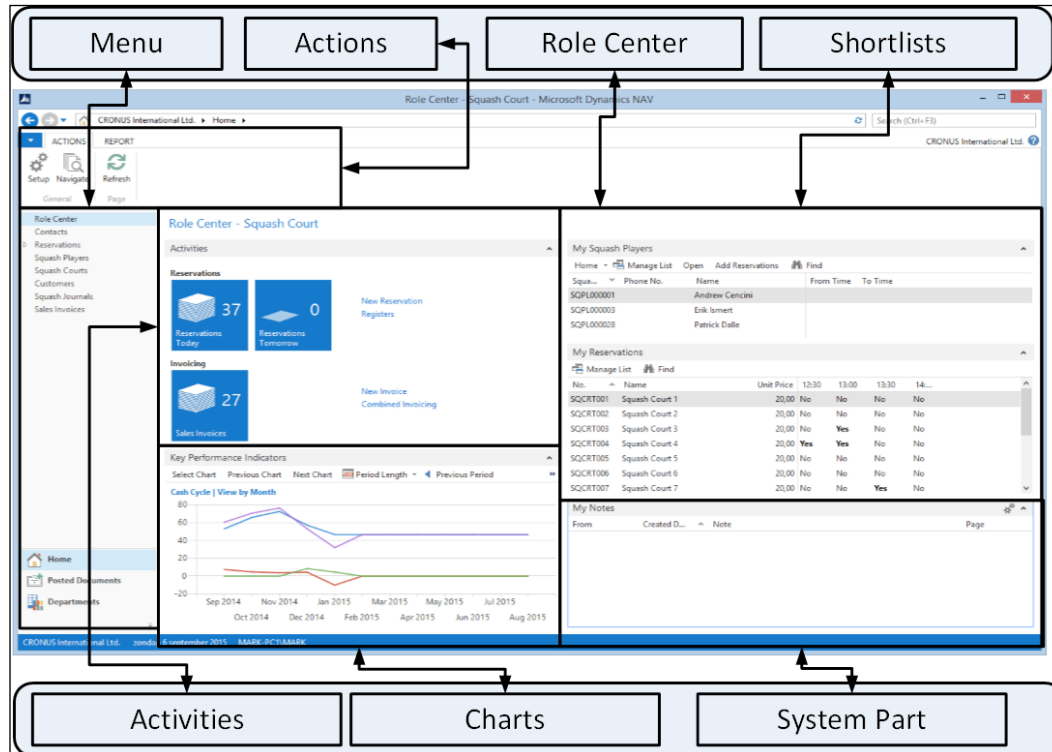 Menu
Actions
Role Center
Shortlists
Role Center - Squash Court - Microsoft Dynamics NAV
CRONUS International Ltd. ▸ Home ▸
Search (Ctrl+F3)
ACTIONS REPORT
CRONUS International Ltd.
Setup Navigate Refresh
General Page
Role Center
Contacts
Reservations
Squash Players
Squash Courts
Customers
Squash Journals
Sales Invoices
Home
Posted Documents
Departments
Role Center - Squash Court
Activities
Reservations
37
Reservations
Today
0
Reservations
Tomorrow
New Reservation
Registers
Invoicing
27
Sales Invoices
New Invoice
Combined Invoicing
Key Performance Indicators
Select Chart Previous Chart Next Chart Period Length Previous Period
Cash Cycle | View by Month
80
60
40
20
0
-20
Sep 2014 Nov 2014 Jan 2015 Mar 2015 May 2015 Jul 2015
Oct 2014 Dec 2014 Feb 2015 Apr 2015 Jun 2015 Aug 2015
My Squash Players
Home Manage List Open Add Reservations Find
Squa... Phone No. Name From Time To Time
SQPL000001 Andrew Cencini
SQPL000003 Erik Ismert
SQPL000028 Patrick Dalle
My Reservations
Manage List Find
No. Name Unit Price 12:30 13:00 13:30 14:...
SQCRT001 Squash Court 1 20,00 No No No No
SQCRT002 Squash Court 2 20,00 No No No No
SQCRT003 Squash Court 3 20,00 No Yes No No
SQCRT004 Squash Court 4 20,00 Yes Yes No No
SQCRT005 Squash Court 5 20,00 No No No No
SQCRT006 Squash Court 6 20,00 No No No No
SQCRT007 Squash Court 7 20,00 No No Yes No
My Notes
From Created D... Note Page
CRONUS International Ltd. zondag 6 september 2015 MARK-PC1\MARK
Activities
Charts
System Part